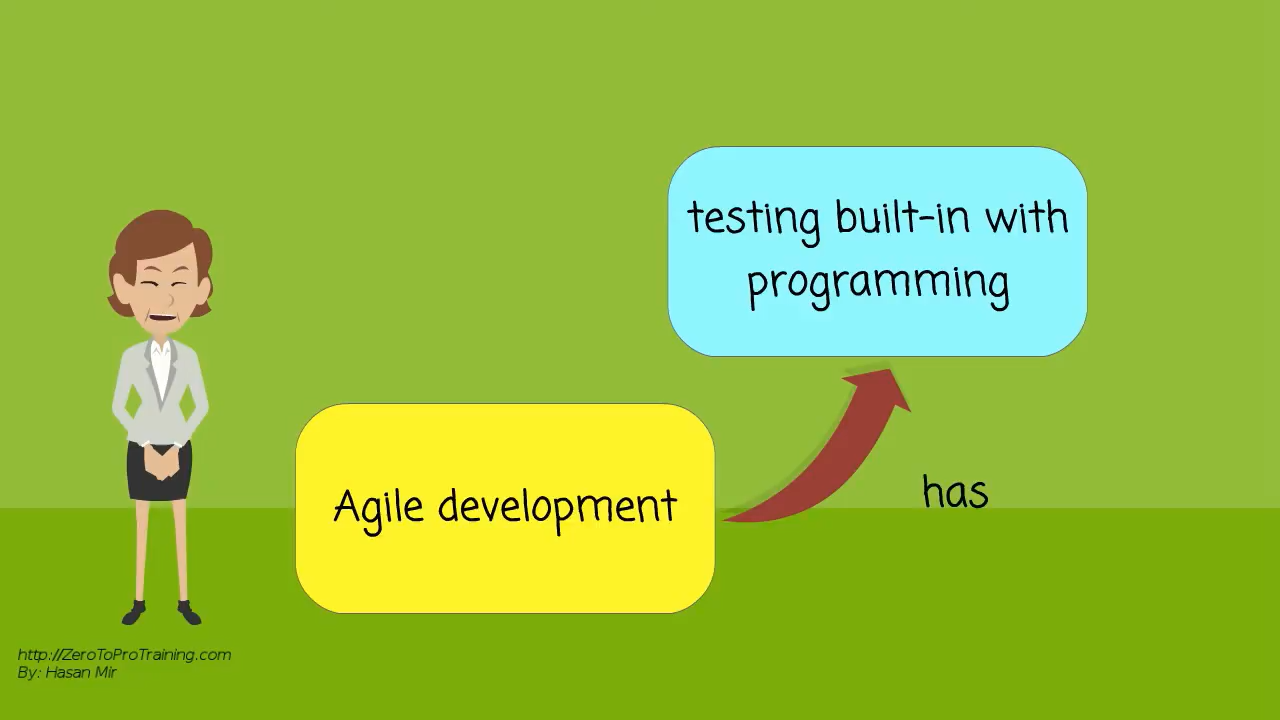 testing built-in with
programming
Agile development
has
http://ZeroToProTraining.com
By: Hasan Mir